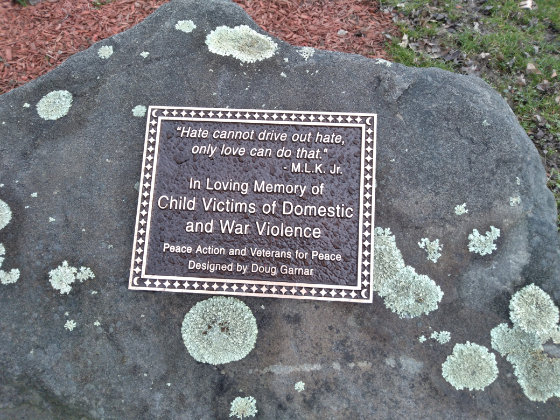 "Hate cannot drive out hate,
only love can do that."
- M.L.K. Jr.
In Loving Memory of
Child Victims of Domestic
and War Violence
Peace Action and Veterans for Peace
Designed by Doug Garnar